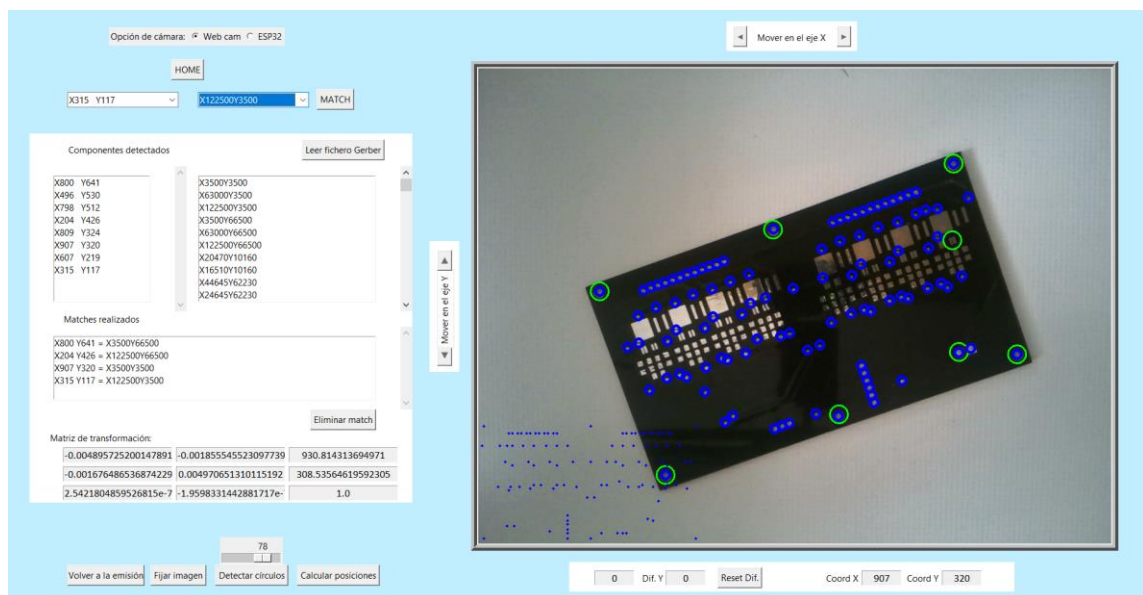 Opción de cámara: Web cam ESP32
HOME
X315 Y117 X122500Y3500 MATCH
Componentes detectados Leer fichero Gerber
X800 Y641
X496 Y530
X798 Y512
X204 Y426
X809 Y324
X907 Y320
X607 Y219
X315 Y117
X3500Y3500
X63000Y3500
X122500Y3500
X3500Y66500
X63000Y66500
X122500Y66500
X20470Y10160
X16510Y10160
X44645Y62230
X24645Y62230
Matches realizados
X800 Y641 = X3500Y66500
X204 Y426 = X122500Y66500
X907 Y320 = X3500Y3500
X315 Y117 = X122500Y3500
Eliminar match
Matriz de transformación:
-0.004895725200147891 -0.001855545523097739 930.814313694971
-0.001676486536874229 0.004970651310115192 308.53564619592305
2.5421804859526815e-7 -1.9598331442881717e- 1.0
78
Volver a la emisión Fijar imagen Detectar círculos Calcular posiciones
Mover en el eje X
Mover en el eje Y
0 Dif. Y 0 Reset Dif. Coord X 907 Coord Y 320